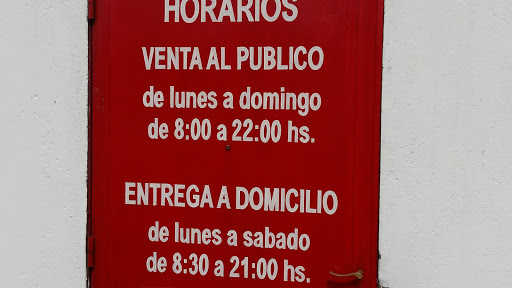 HORARIOS
VENTA AL PUBLICO
de lunes a domingo
de 8:00 a 22:00 hs.
ENTREGA A DOMICILIO
de lunes a sabado
de 8:30 a 21:00 hs.